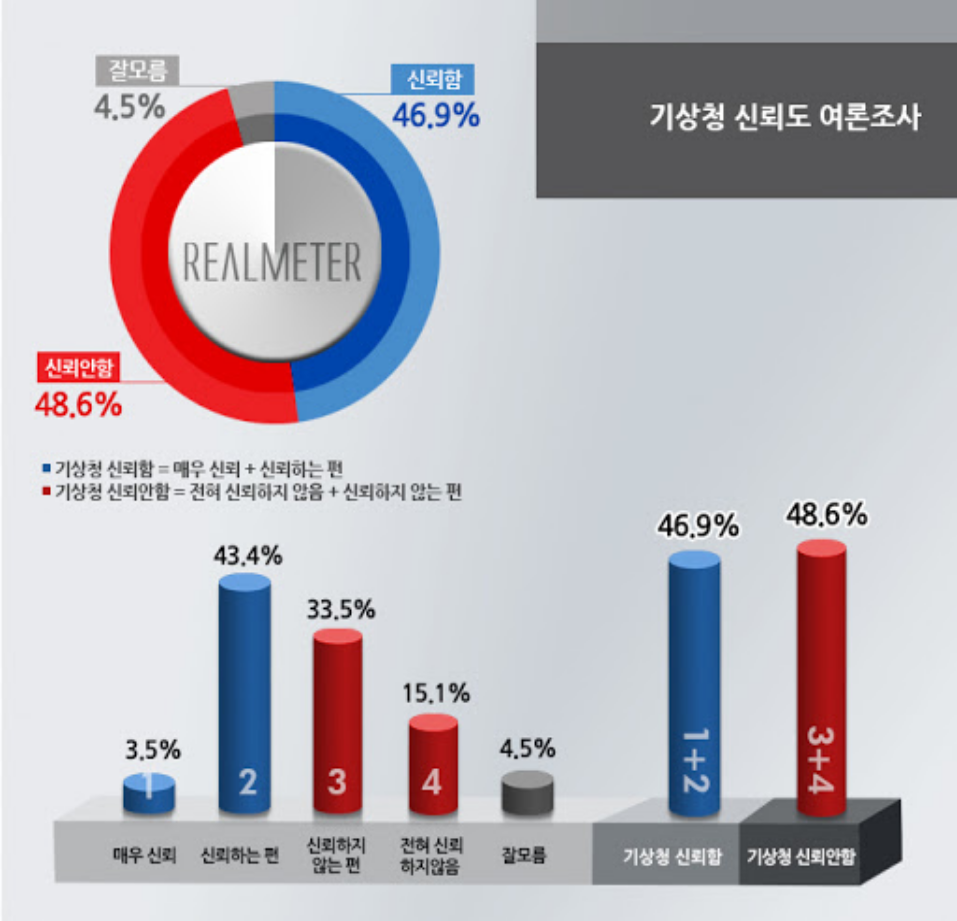 기상청 신뢰도 여론조사
잘모름
4.5%
신뢰함
46.9%
REALMETER
신뢰안함
48.6%
기상청 신뢰함 = 매우 신뢰 + 신뢰하는 편
기상청 신뢰안함 = 전혀 신뢰하지 않음 + 신뢰하지 않는 편
3.5%
43.4%
33.5%
15.1%
4.5%
46.9%
48.6%
1
2
3
4
1+2
3+4
매우 신뢰
신뢰하는 편
신뢰하지
않는 편
전혀 신뢰
하지않음
잘모름
기상청 신뢰함
기상청 신뢰안함